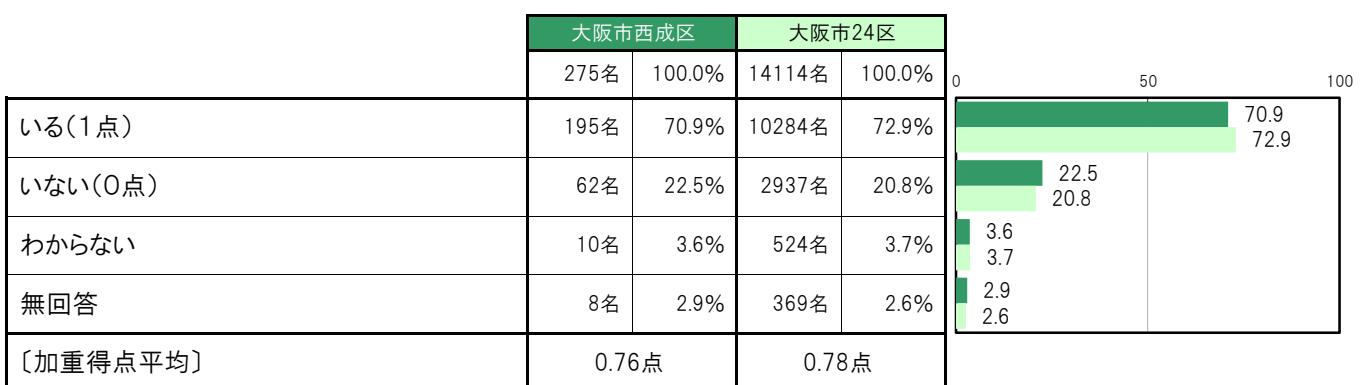 大阪市西成区 大阪市24区
275名 100.0% 14114名 100.0% 0 50 100
いる(1点) 195名 70.9% 10284名 72.9% 70.9
72.9
いない(0点) 62名 22.5% 2937名 20.8% 22.5
20.8
わからない 10名 3.6% 524名 3.7% 3.6
3.7
無回答 8名 2.9% 369名 2.6% 2.9
2.6
〔加重得点平均〕 0.76点 0.78点